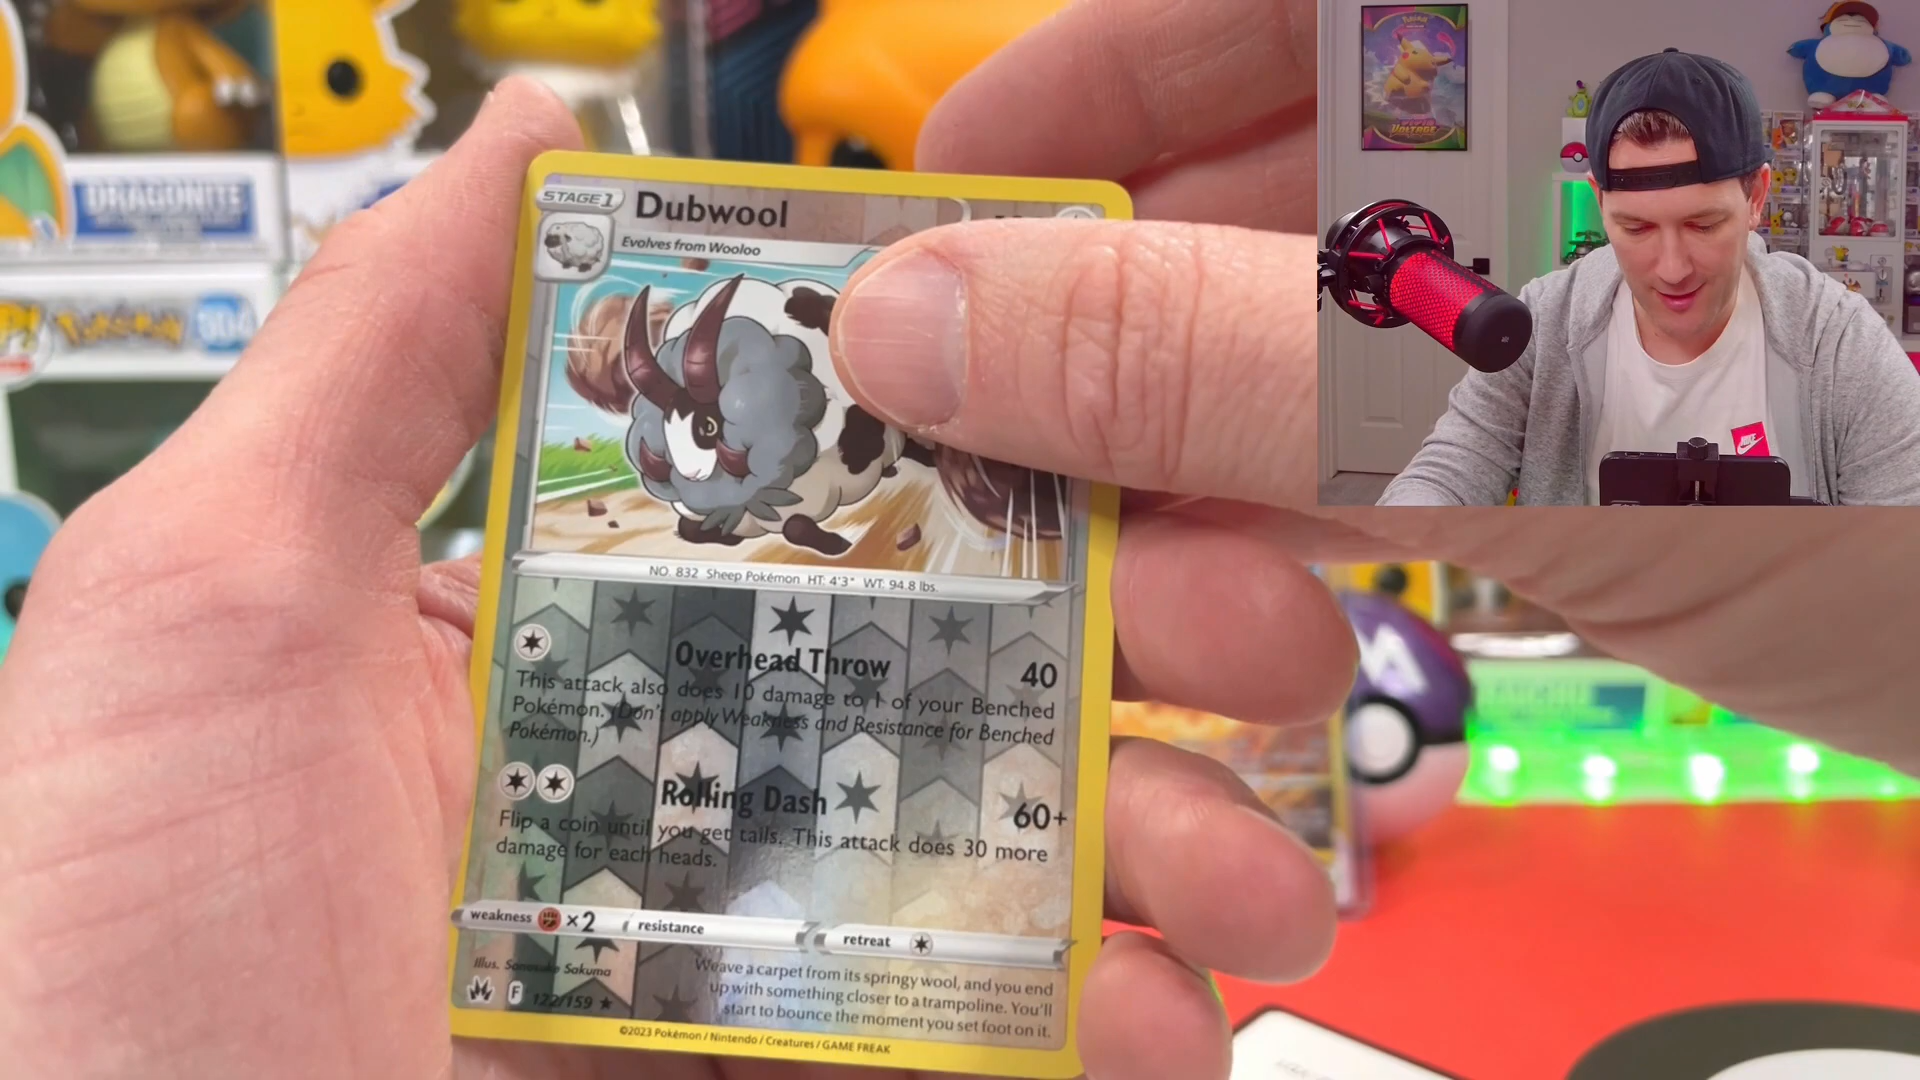 STAGE1
Dubwool
Evolves from Wooloo
NO. 832 Sheep Pokémon HT: 4'3" WT: 94.8 lbs.
Overhead Throw 40
This attack also does 10 damage to 1 of your Benched
Pokémon. (Don't apply Weakness and Resistance for Benched
Pokémon.)
Rolling Dash 60+
Flip a coin until you get tails. This attack does 30 more
damage for each heads.
weakness ×2 resistance retreat
Illus. Sakuma
F 122/159 ★
Weave a carpet from its springy wool, and you end
up with something closer to a trampoline. You'll
start to bounce the moment you set foot on it.
©2023 Pokémon / Nintendo / Creatures / GAME FREAK
DRAGONITE
Pokémon
M
VOLTAGE
NIKE